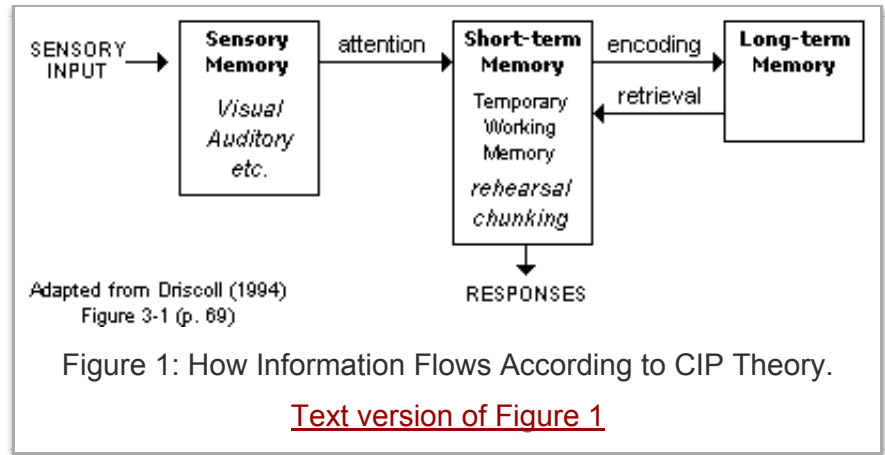 SENSORY
INPUT
Sensory
Memory
Visual
Auditory
etc.
attention
Short-term
Memory
Temporary
Working
Memory
rehearsal
chunking
encoding
retrieval
Long-term
Memory
RESPONSES
Adapted from Driscoll (1994)
Figure 3-1 (p. 69)
Figure 1: How Information Flows According to CIP Theory.
Text version of Figure 1